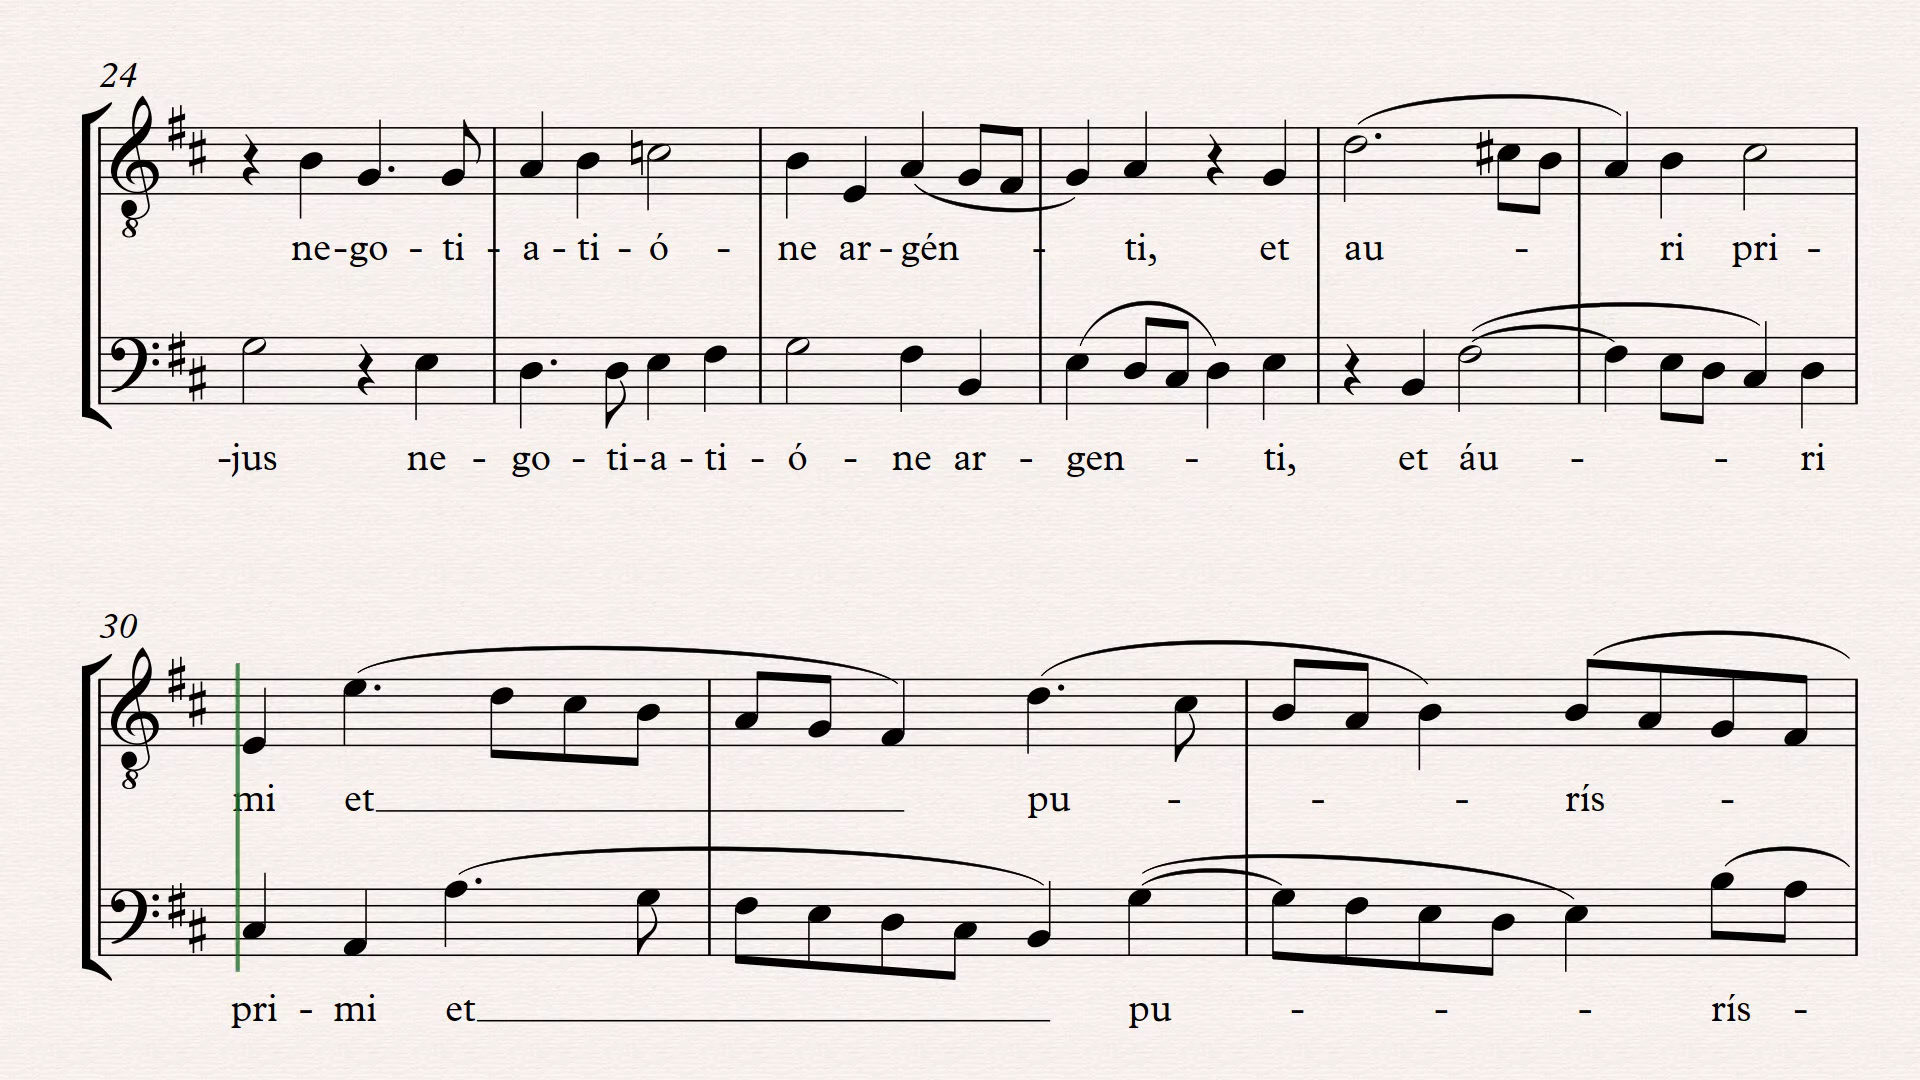 24
ne-go - ti - a - ti - ó - ne ar - gén - ti, et au - ri pri -
-jus ne - go - ti - a - ti - ó - ne ar - gen - ti, et áu - - ri
30
mi et pu - - - rís -
pri - mi et pu - - - rís -